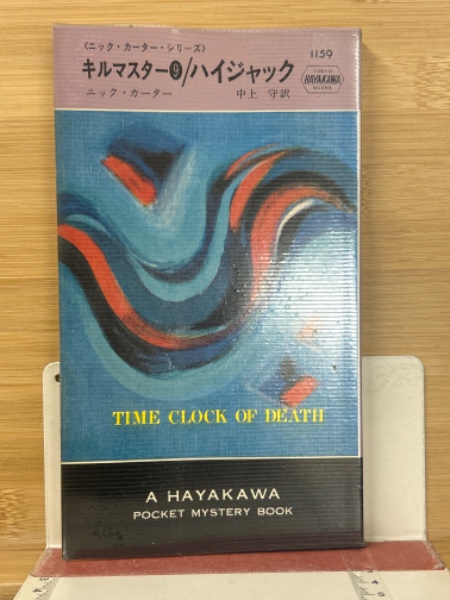 〈ニック・カーター・シリーズ〉
1159
キルマスター❾/ハイジャック
HAYAKAWA
BOOKS
ニック・カーター
中上 守訳
TIME CLOCK OF DEATH
A HAYAKAWA
POCKET MYSTERY BOOK